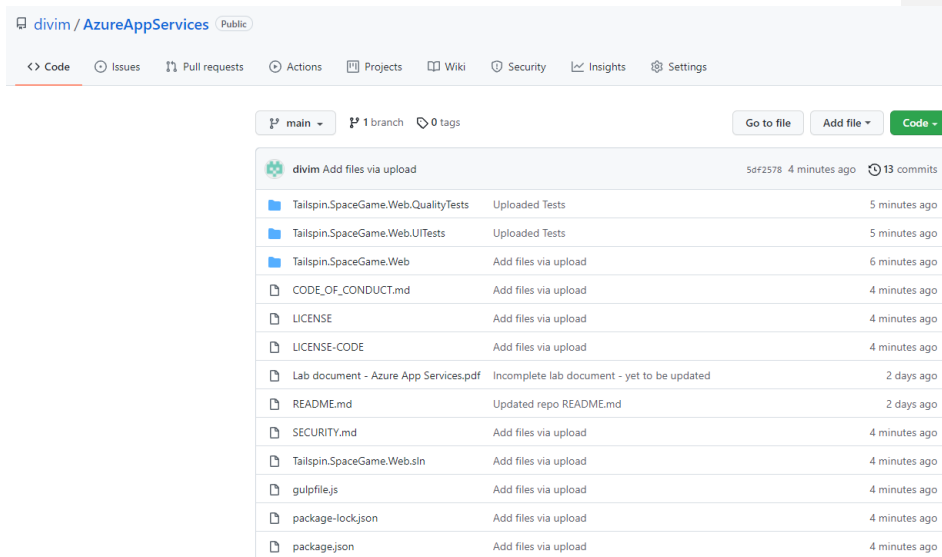 divim / AzureAppServices Public
<> Code Issues Pull requests Actions Projects Wiki Security Insights Settings
main 1 branch 0 tags Go to file Add file Code
divim Add files via upload 5df2578 4 minutes ago 13 commits
Tailspin.SpaceGame.Web.QualityTests Uploaded Tests 5 minutes ago
Tailspin.SpaceGame.Web.UITests Uploaded Tests 5 minutes ago
Tailspin.SpaceGame.Web Add files via upload 6 minutes ago
CODE_OF_CONDUCT.md Add files via upload 4 minutes ago
LICENSE Add files via upload 4 minutes ago
LICENSE-CODE Add files via upload 4 minutes ago
Lab document - Azure App Services.pdf Incomplete lab document - yet to be updated 2 days ago
README.md Updated repo README.md 2 days ago
SECURITY.md Add files via upload 4 minutes ago
Tailspin.SpaceGame.Web.sln Add files via upload 4 minutes ago
gulpfile.js Add files via upload 4 minutes ago
package-lock.json Add files via upload 4 minutes ago
package.json Add files via upload 4 minutes ago